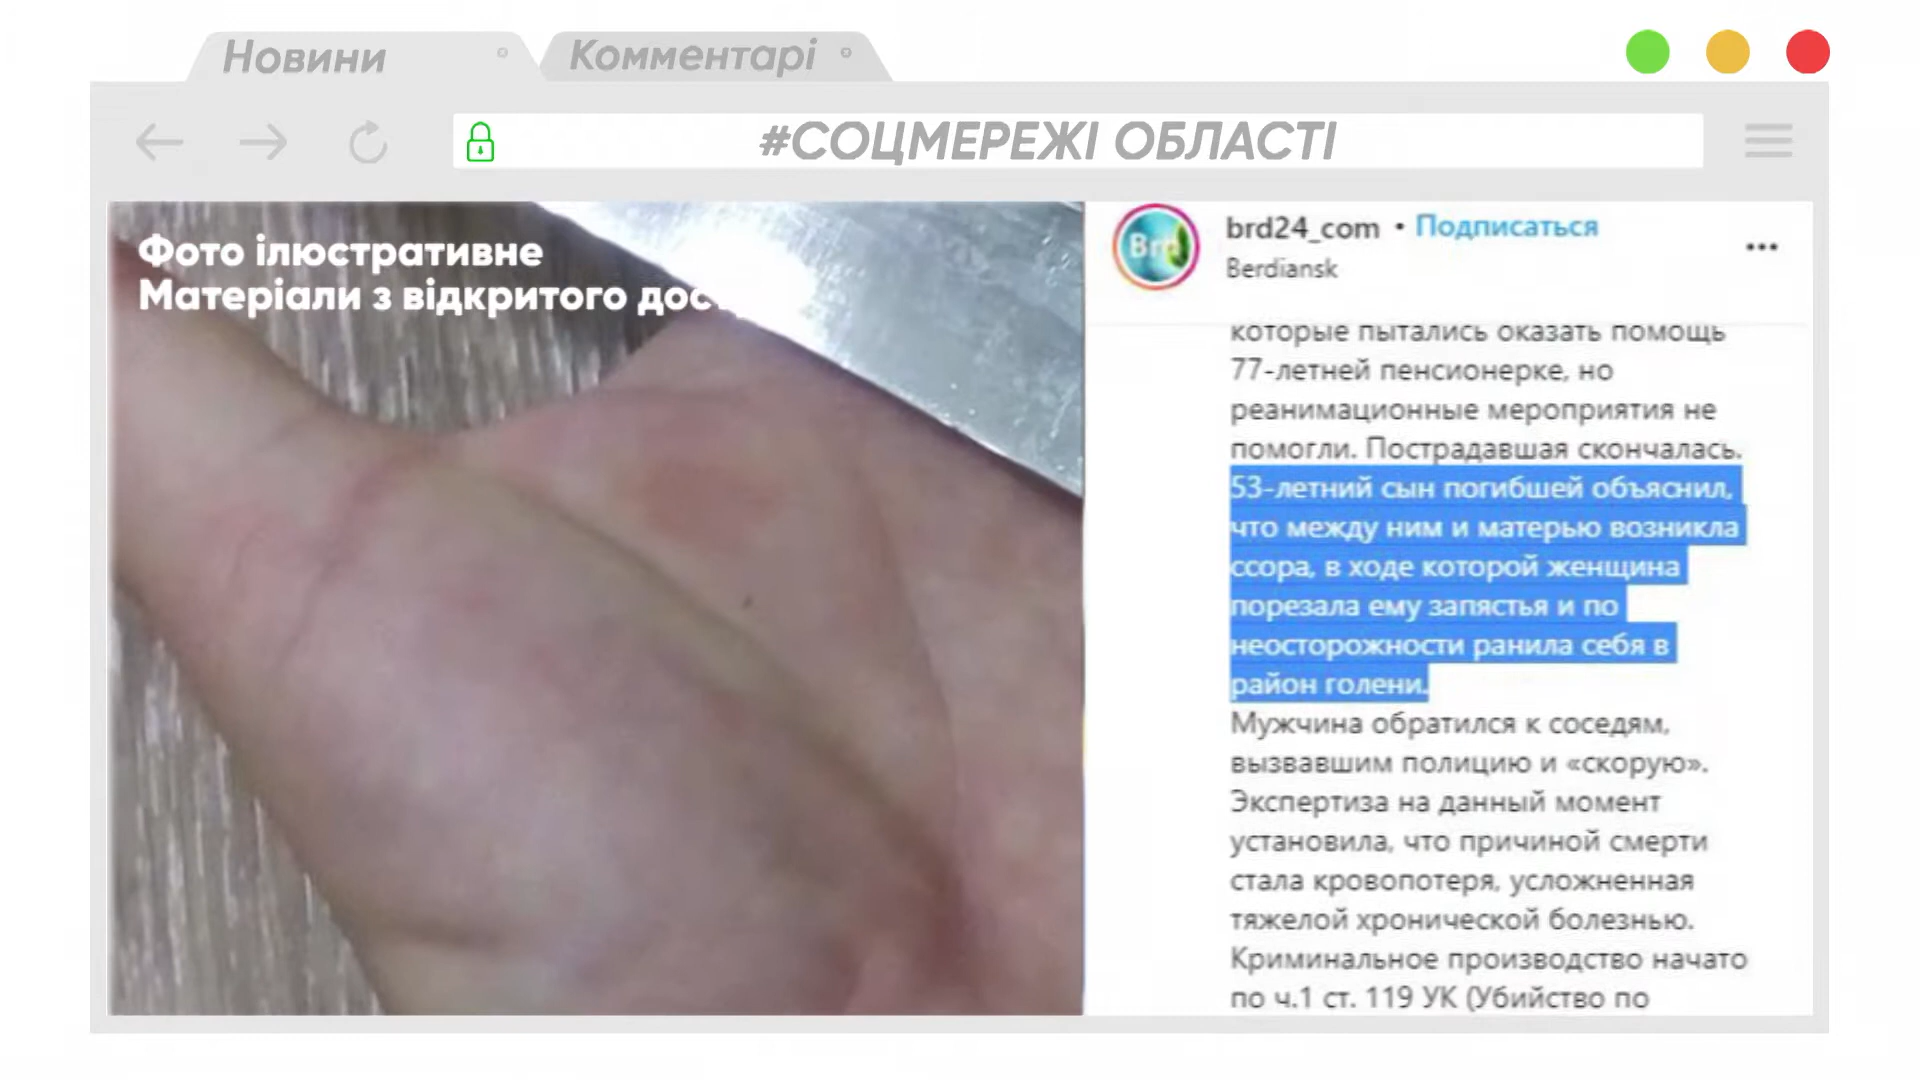 Новини
Комментарі
#СОЦМЕРЕЖІ ОБЛАСТІ
Фото ілюстративне
Матеріали з відкритого
Brd
brd24_com • Подписаться
Berdiansk
которые пытались оказать помощь
77-летней пенсионерке, но
реанимационные мероприятия не
помогли. Пострадавшая скончалась.
53-летний сын погибшей объяснил,
что между ним и матерью возникла
ссора, в ходе которой женщина
порезала ему запястья и по
неосторожности ранила себя в
район голени.
Мужчина обратился к соседям,
вызвавшим полицию и «скорую».
Экспертиза на данный момент
установила, что причиной смерти
стала кровопотеря, усложненная
тяжелой хронической болезнью.
Криминальное производство начато
по ч.1 ст. 119 УК (Убийство по